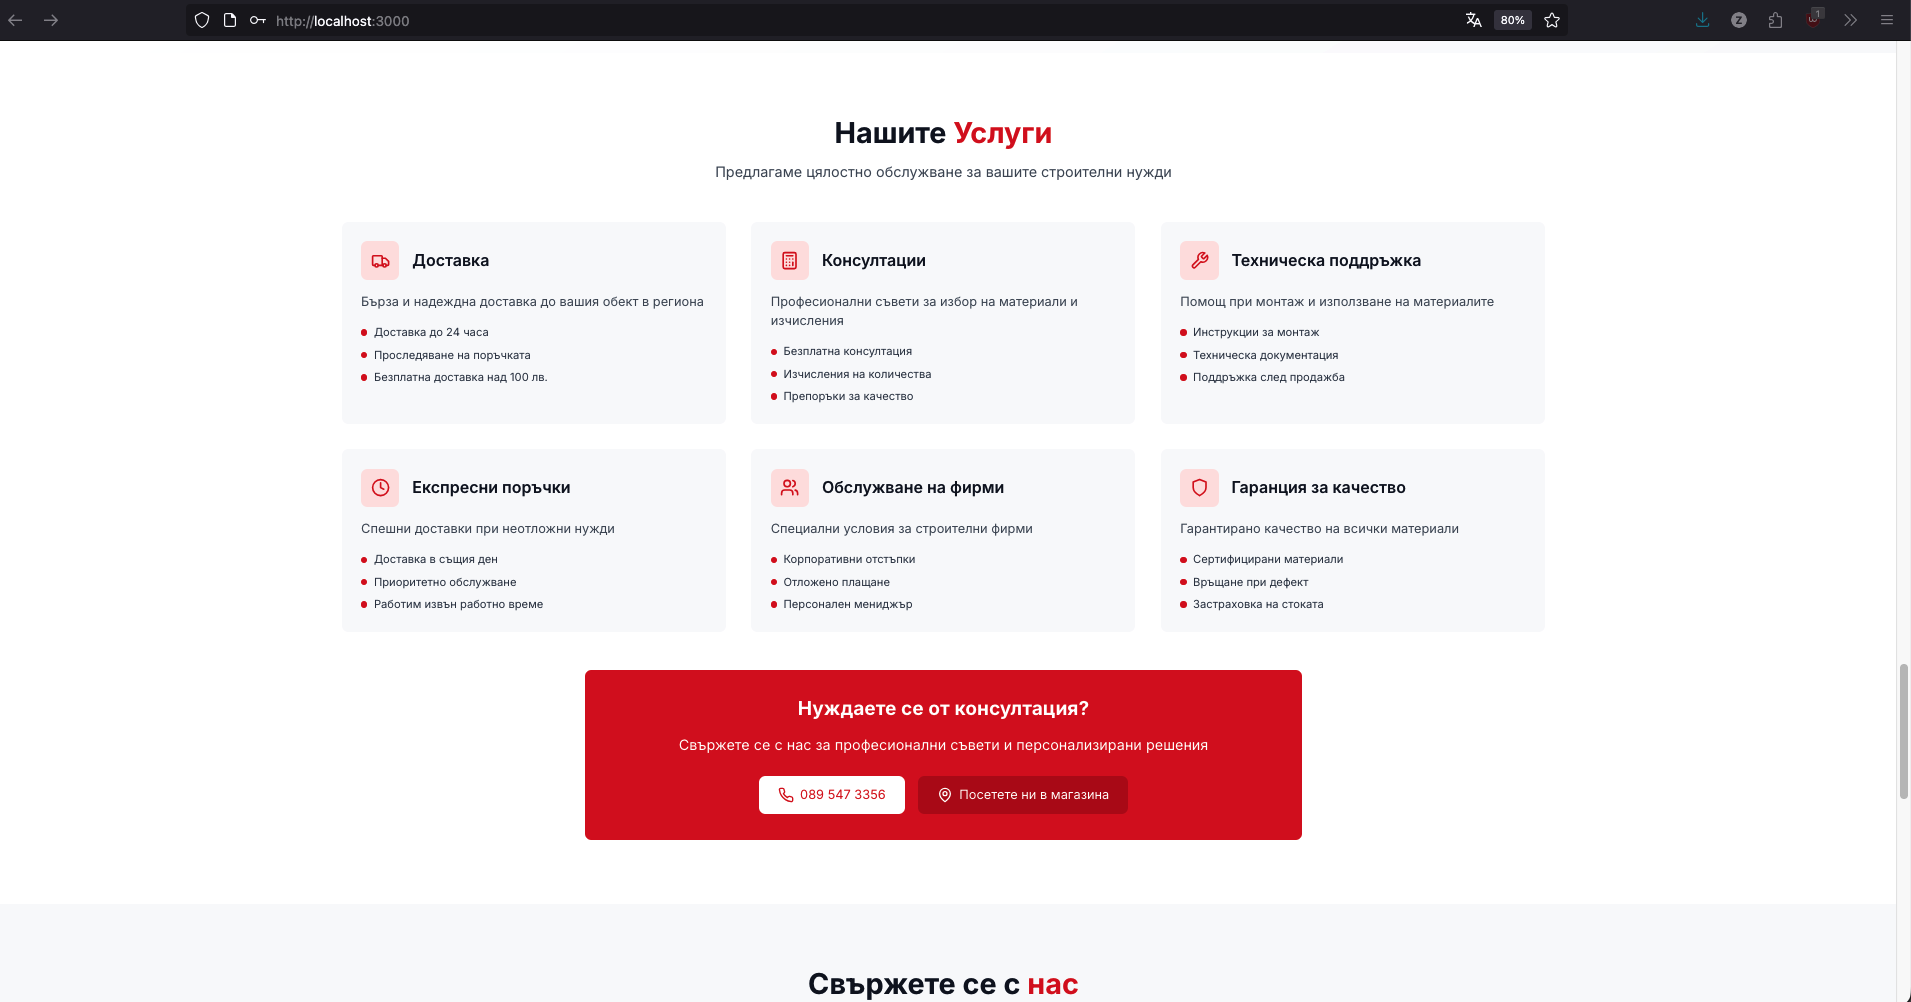 http://localhost:3000
80%
Z
1
Нашите Услуги
Предлагаме цялостно обслужване за вашите строителни нужди
Доставка
Бърза и надеждна доставка до вашия обект в региона
Доставка до 24 часа
Проследяване на поръчката
Безплатна доставка над 100 лв.
Консултации
Професионални съвети за избор на материали и
изчисления
Безплатна консултация
Изчисления на количества
Препоръки за качество
Техническа поддръжка
Помощ при монтаж и използване на материалите
Инструкции за монтаж
Техническа документация
Поддръжка след продажба
Експресни поръчки
Спешни доставки при неотложни нужди
Доставка в същия ден
Приоритетно обслужване
Работим извън работно време
Обслужване на фирми
Специални условия за строителни фирми
Корпоративни отстъпки
Отложено плащане
Персонален мениджър
Гаранция за качество
Гарантирано качество на всички материали
Сертифицирани материали
Връщане при дефект
Застраховка на стоката
Нуждаете се от консултация?
Свържете се с нас за професионални съвети и персонализирани решения
089 547 3356
Посетете ни в магазина
Свържете се с нас